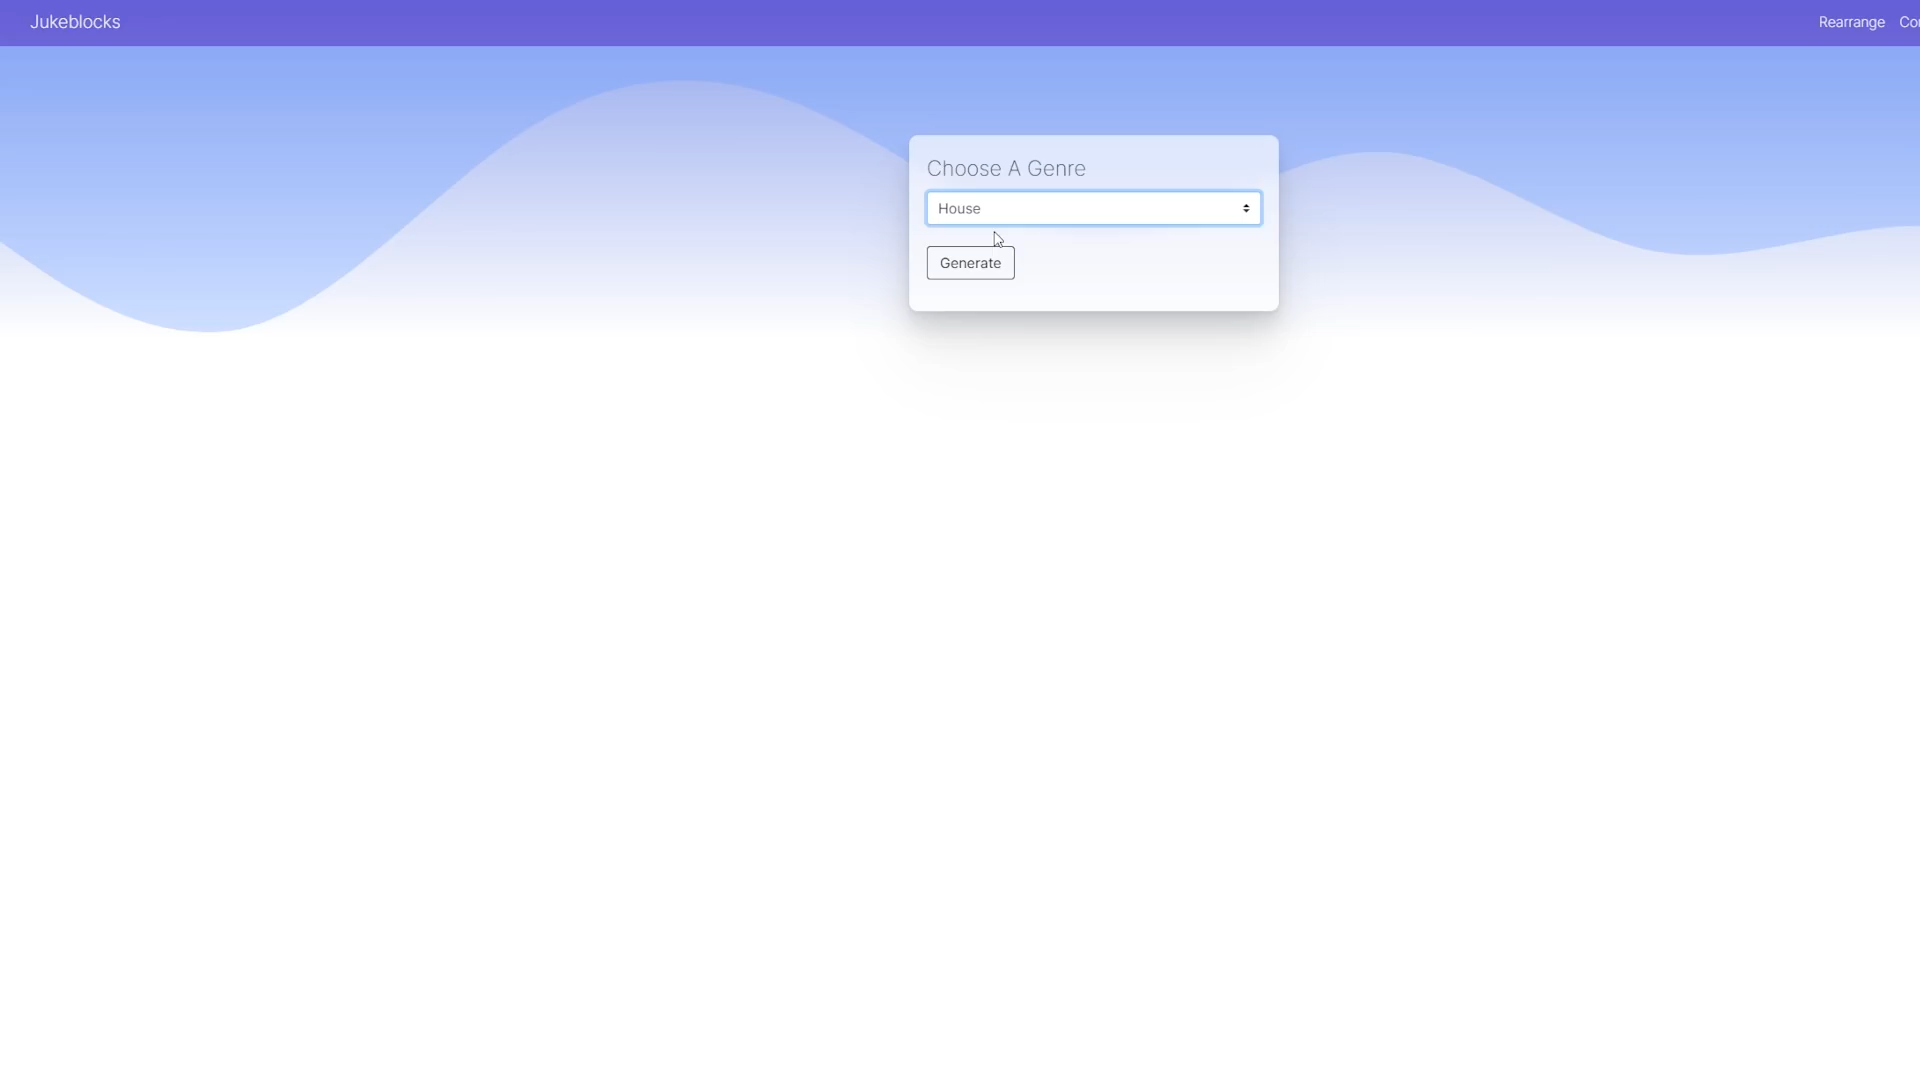 Jukeblocks
Rearrange
Choose A Genre
House
Generate